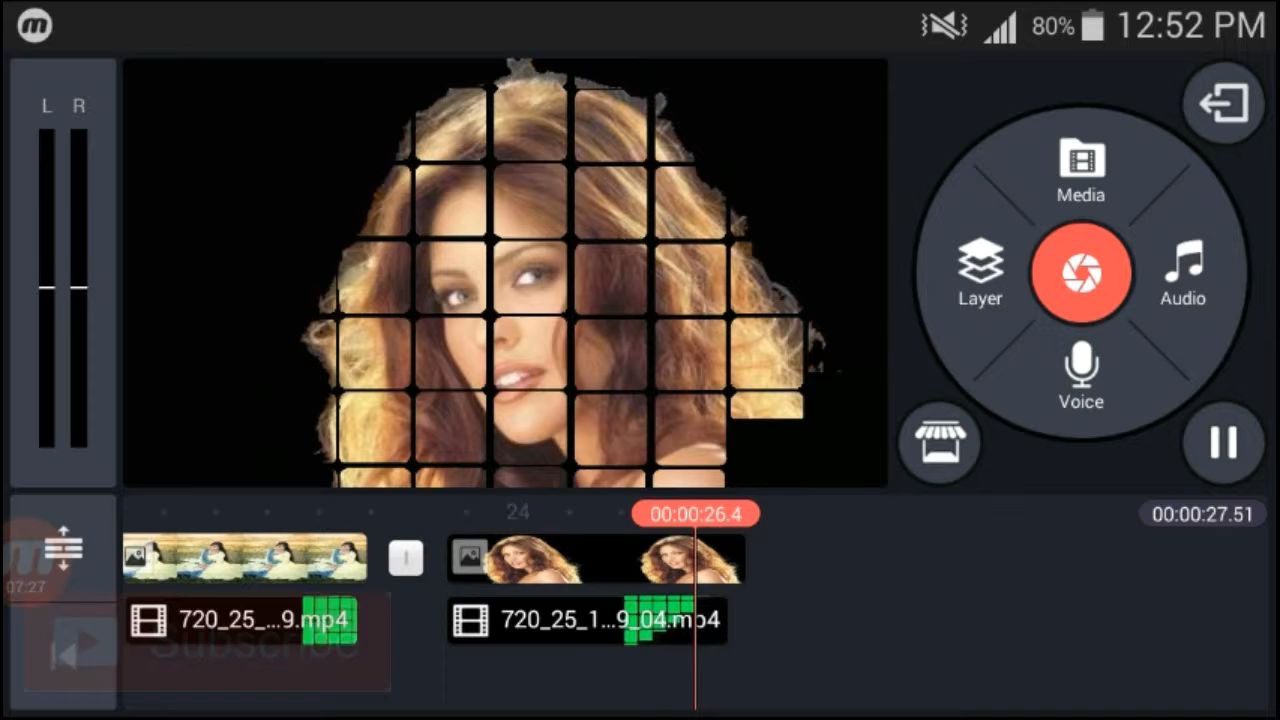 m
80%
12:52 PM
L R
Media
Layer
Audio
Voice
24
00:00:26.4
00:00:27.51
07:27
720_25_...9.mp4
720_25_1...9_04.mp4
Subscribe